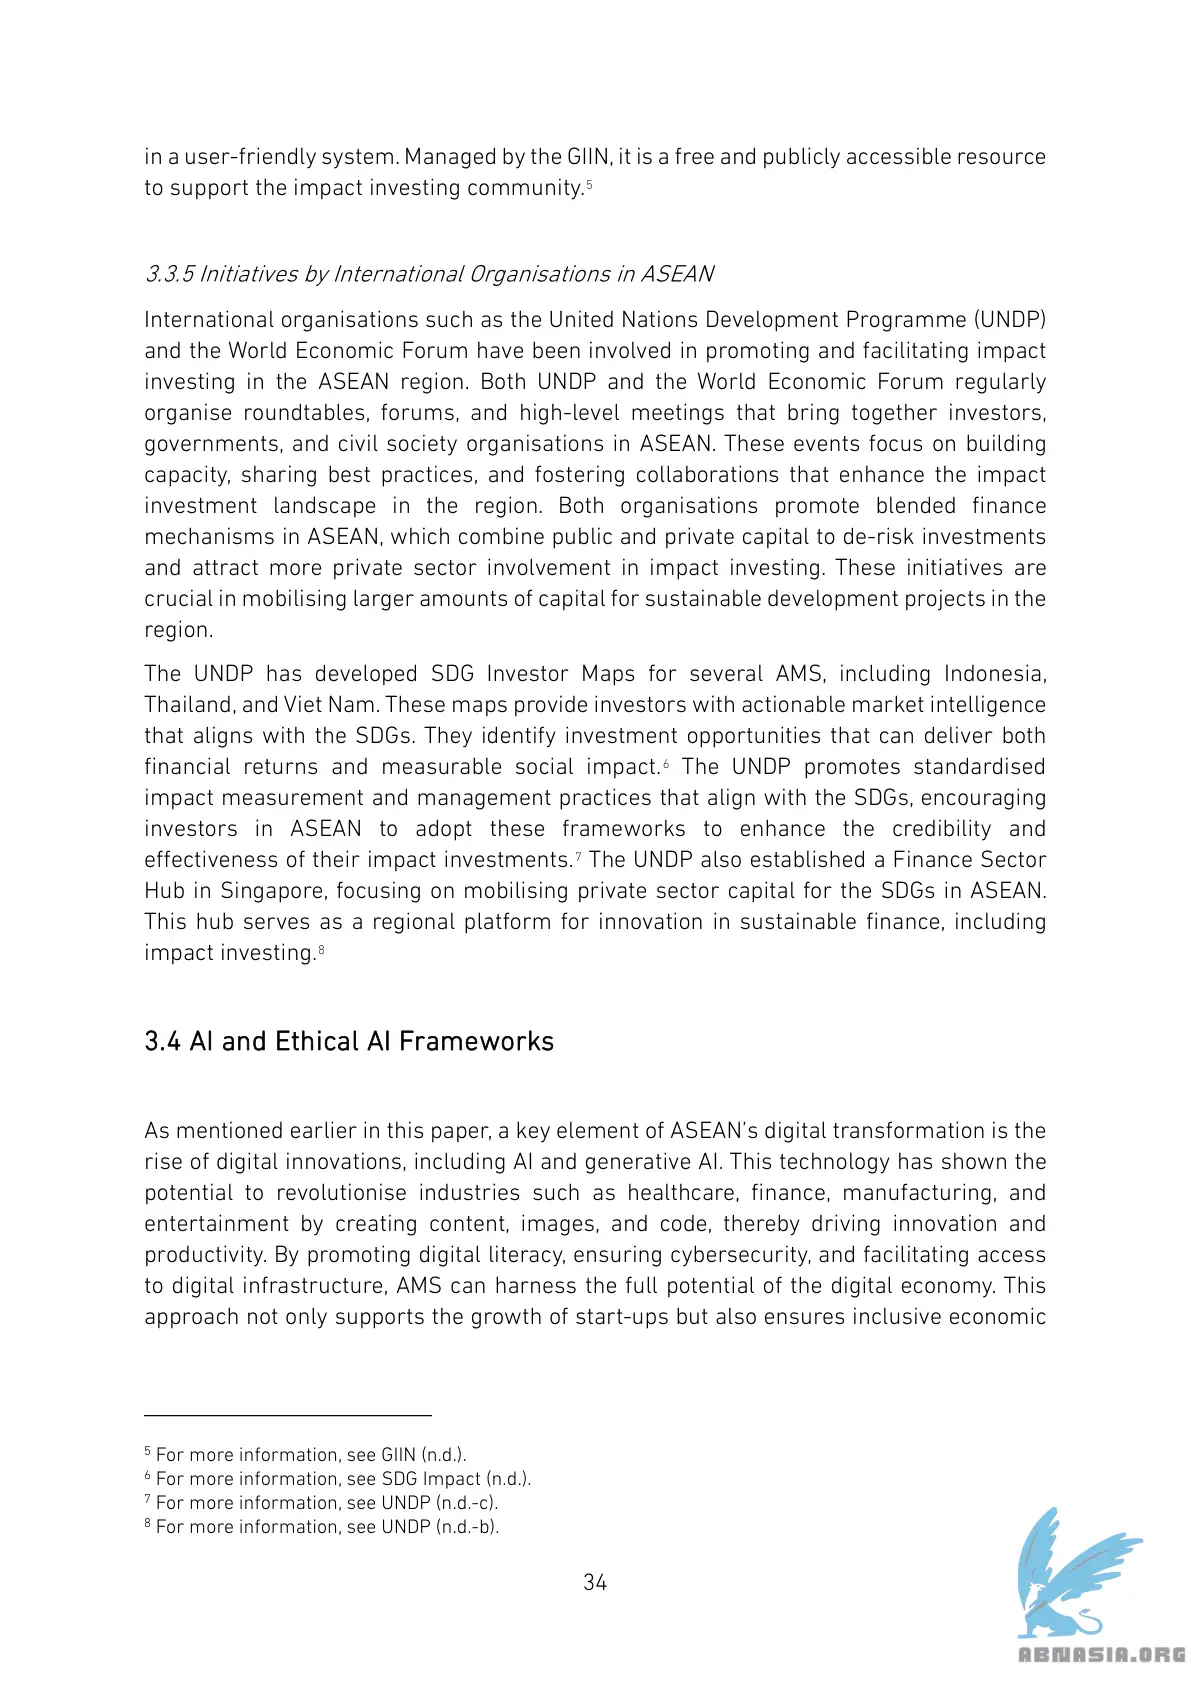 in a user-friendly system. Managed by the GIIN, it is a free and publicly accessible resource
to support the impact investing community.5
3.3.5 Initiatives by International Organisations in ASEAN
International organisations such as the United Nations Development Programme (UNDP)
and the World Economic Forum have been involved in promoting and facilitating impact
investing in the ASEAN region. Both UNDP and the World Economic Forum regularly
organise roundtables, forums, and high-level meetings that bring together investors,
governments, and civil society organisations in ASEAN. These events focus on building
capacity, sharing best practices, and fostering collaborations that enhance the impact
investment landscape in the region. Both organisations promote blended finance
mechanisms in ASEAN, which combine public and private capital to de-risk investments
and attract more private sector involvement in impact investing. These initiatives are
crucial in mobilising larger amounts of capital for sustainable development projects in the
region.
The UNDP has developed SDG Investor Maps for several AMS, including Indonesia,
Thailand, and Viet Nam. These maps provide investors with actionable market intelligence
that aligns with the SDGs. They identify investment opportunities that can deliver both
financial returns and measurable social impact.6 The UNDP promotes standardised
impact measurement and management practices that align with the SDGs, encouraging
investors in ASEAN to adopt these frameworks to enhance the credibility and
effectiveness of their impact investments.7 The UNDP also established a Finance Sector
Hub in Singapore, focusing on mobilising private sector capital for the SDGs in ASEAN.
This hub serves as a regional platform for innovation in sustainable finance, including
impact investing.8
3.4 AI and Ethical AI Frameworks
As mentioned earlier in this paper, a key element of ASEAN's digital transformation is the
rise of digital innovations, including AI and generative AI. This technology has shown the
potential to revolutionise industries such as healthcare, finance, manufacturing, and
entertainment by creating content, images, and code, thereby driving innovation and
productivity. By promoting digital literacy, ensuring cybersecurity, and facilitating access
to digital infrastructure, AMS can harness the full potential of the digital economy. This
approach not only supports the growth of start-ups but also ensures inclusive economic
5 For more information, see GIIN (n.d.).
6 For more information, see SDG Impact (n.d.).
7 For more information, see UNDP (n.d.-c).
8 For more information, see UNDP (n.d.-b).
34
ABNASIA.ORG